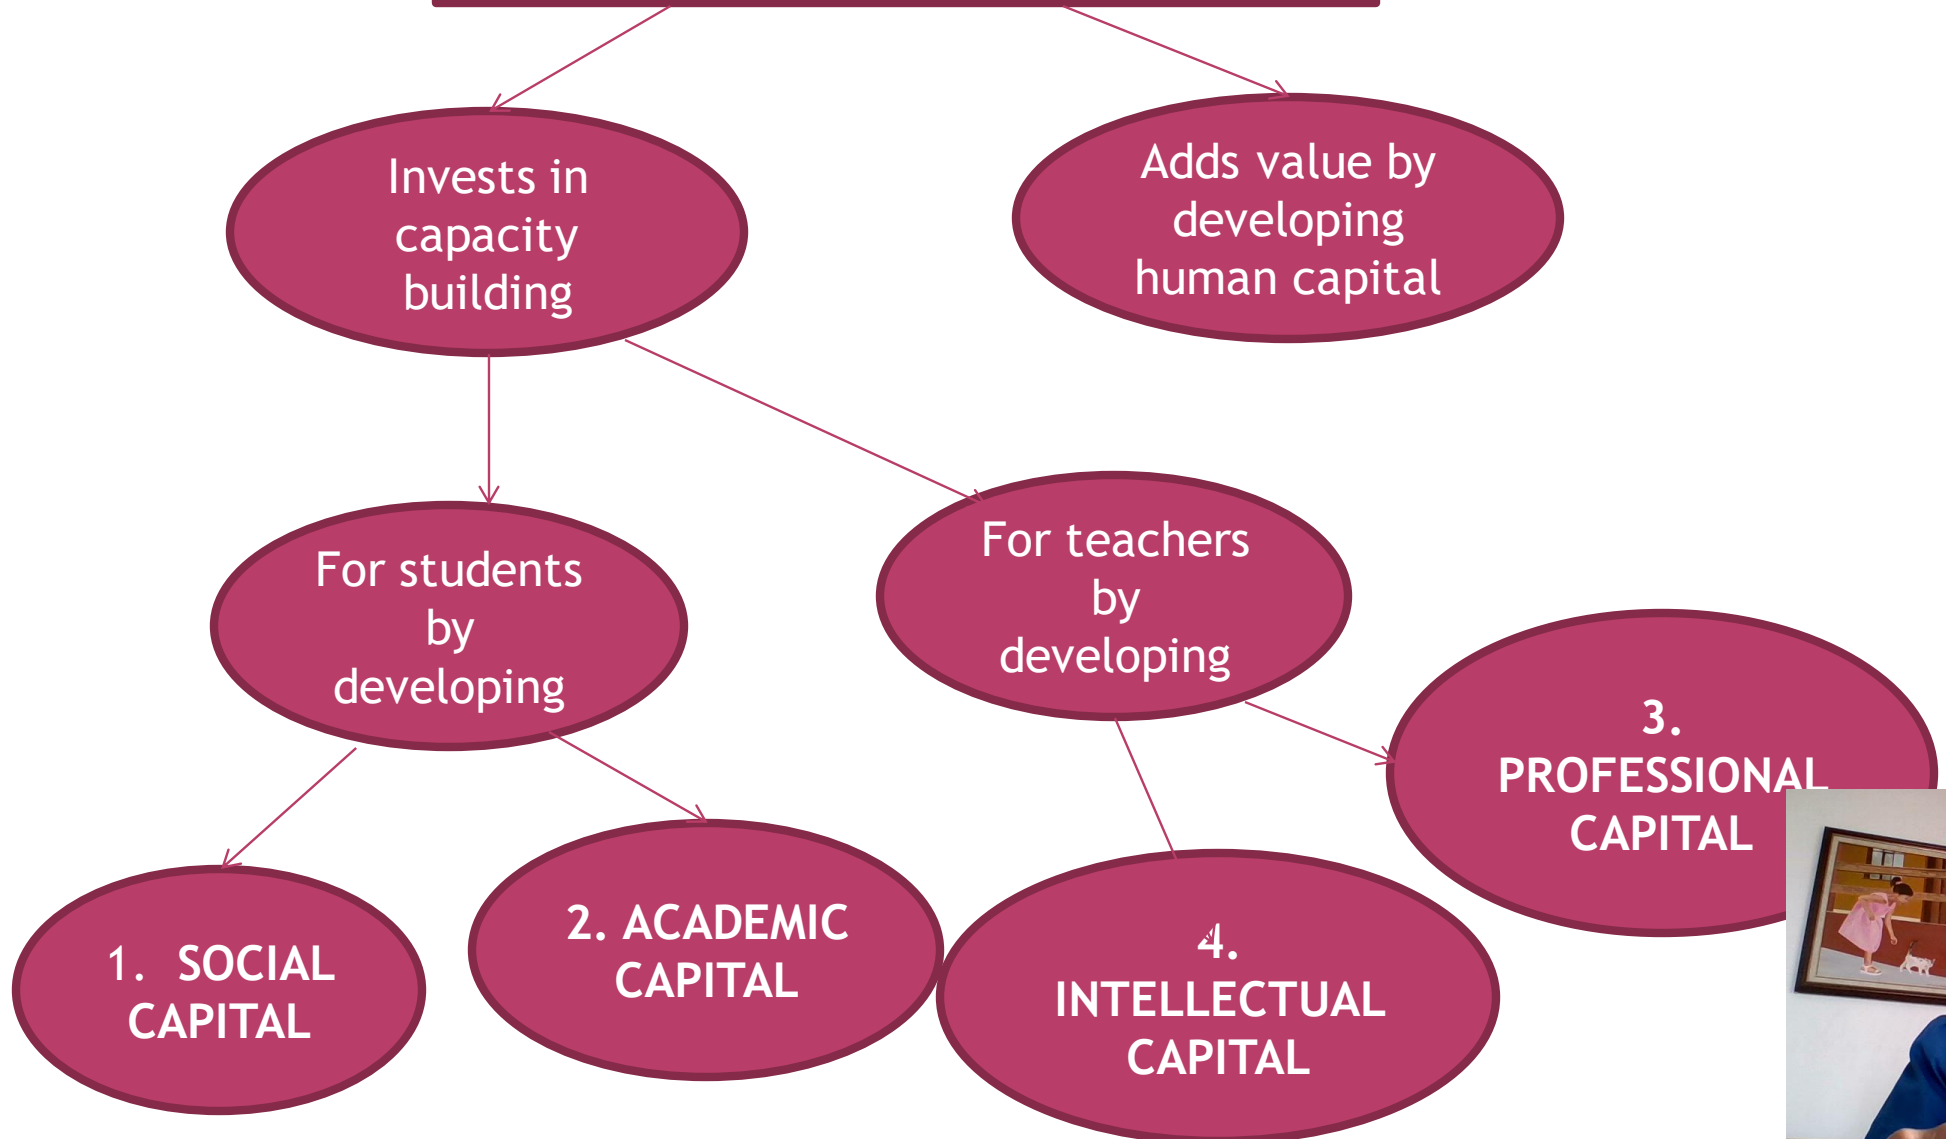 Invests in
capacity
building
Adds value by
developing
human capital
For students
by
developing
For teachers
by
developing
1. SOCIAL
CAPITAL
2. ACADEMIC
CAPITAL
3.
PROFESSIONAL
CAPITAL
4.
INTELLECTUAL
CAPITAL